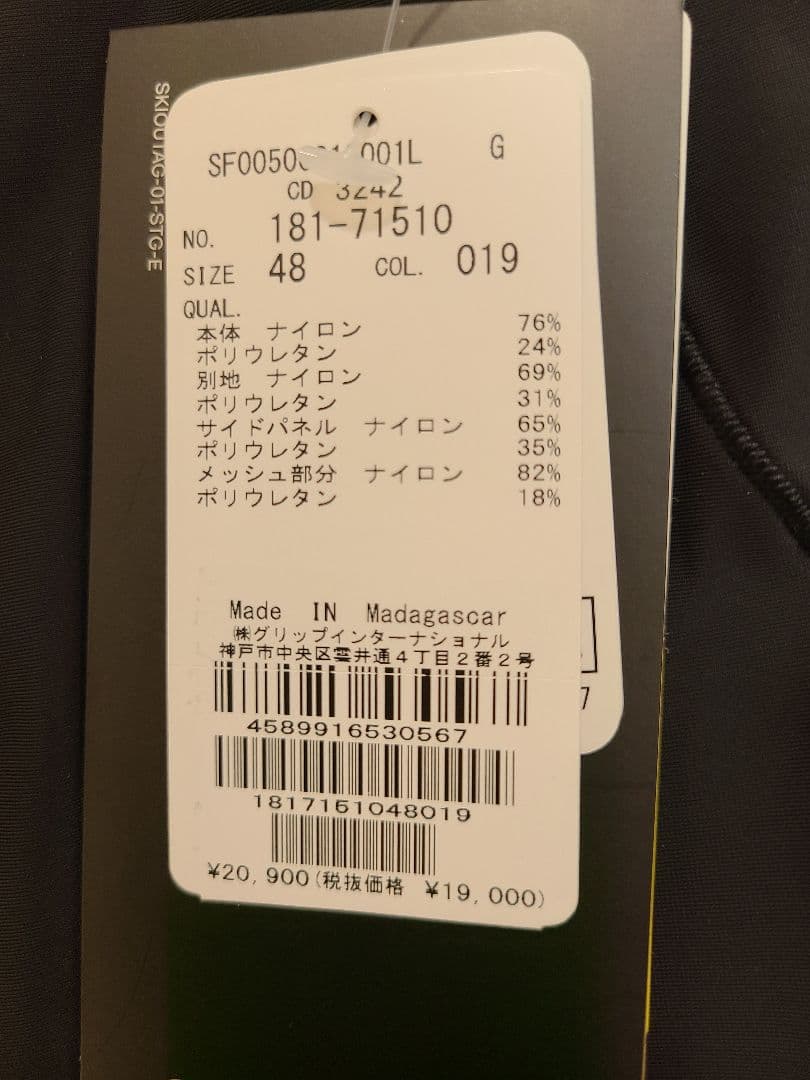 SKIOUTAG-01-STG-E
G
CD 3242
NO. 181-71510
SIZE 48 COL. 019
QUAL.
本体 ナイロン 76%
ポリウレタン 24%
別地 ナイロン 69%
ポリウレタン 31%
サイドパネル ナイロン 65%
ポリウレタン 35%
メッシュ部分 ナイロン 82%
ポリウレタン 18%
Made IN Madagascar
㈱グリップインターナショナル
神戸市中央区雲井通4丁目2番2号
4589916530567
1817151048019
¥20,900(税抜価格 ¥19,000)
7